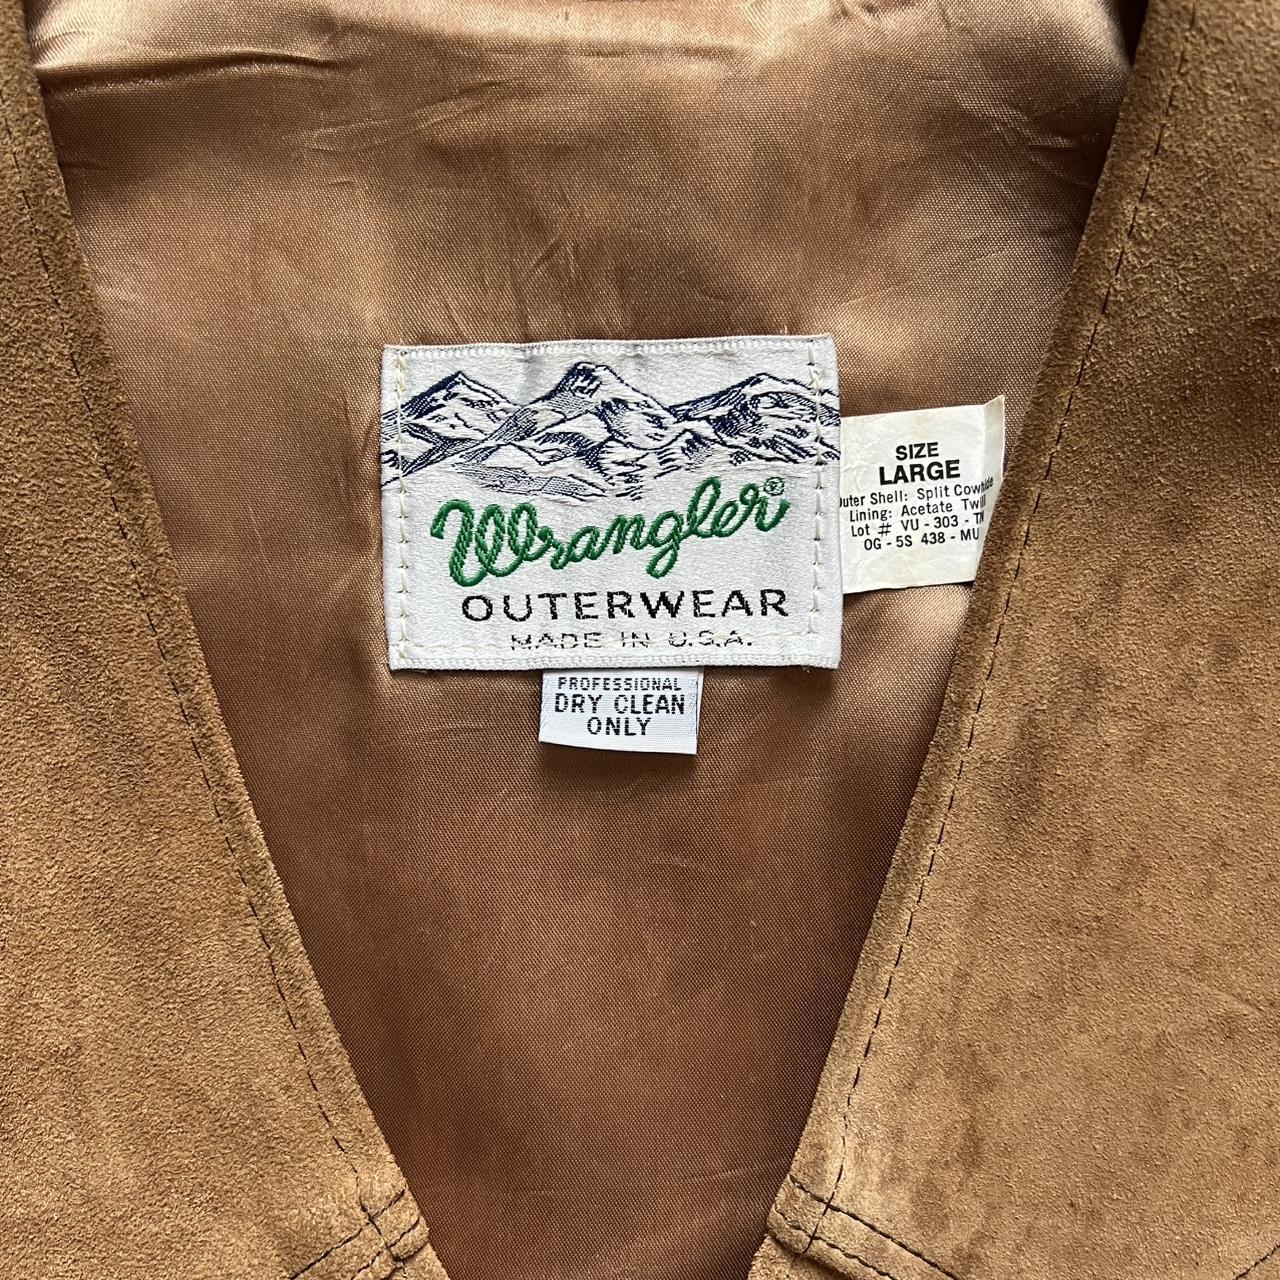 Wrangler®
OUTERWEAR
MADE IN U.S.A.
PROFESSIONAL
DRY CLEAN
ONLY
SIZE
LARGE
Outer Shell: Split Cowhide
Lining: Acetate Twill
Lot # VU - 303 - TN
OG - 5S 438 - MU